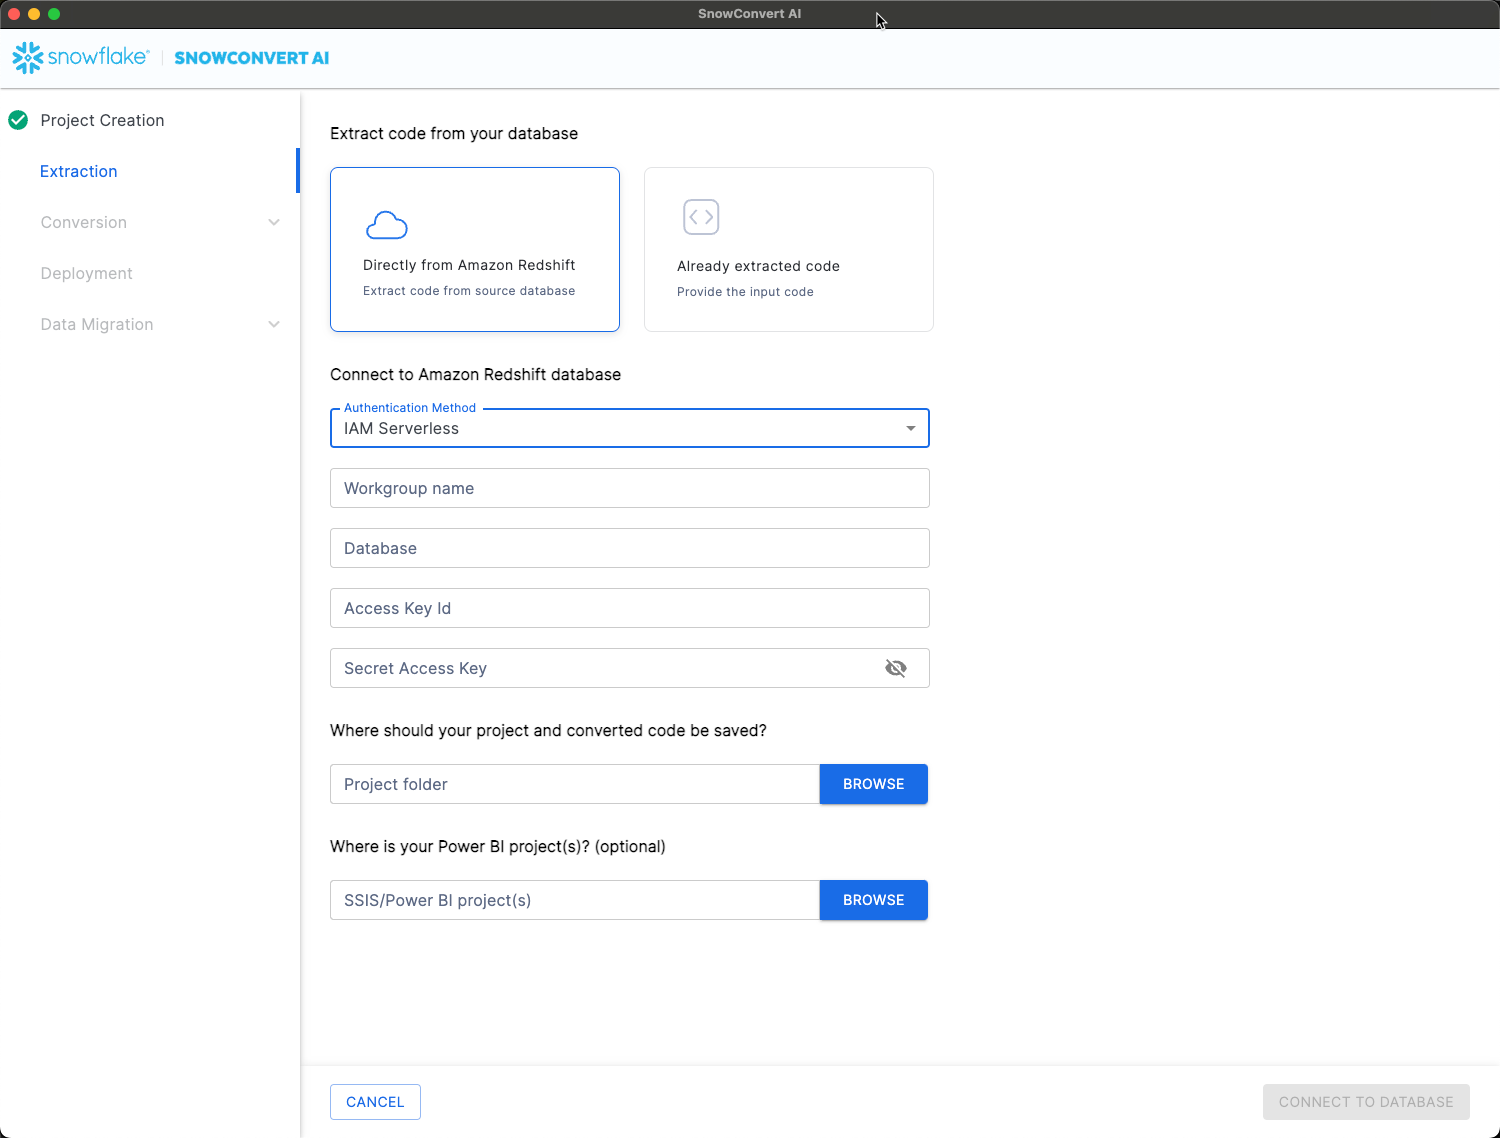 SnowConvert AI
snowflake® SNOWCONVERT AI
Project Creation
Extraction
Conversion
Deployment
Data Migration
Extract code from your database
Directly from Amazon Redshift
Extract code from source database
Already extracted code
Provide the input code
Connect to Amazon Redshift database
Authentication Method
IAM Serverless
Workgroup name
Database
Access Key Id
Secret Access Key
Where should your project and converted code be saved?
Project folder
BROWSE
Where is your Power BI project(s)? (optional)
SSIS/Power BI project(s)
BROWSE
CANCEL
CONNECT TO DATABASE